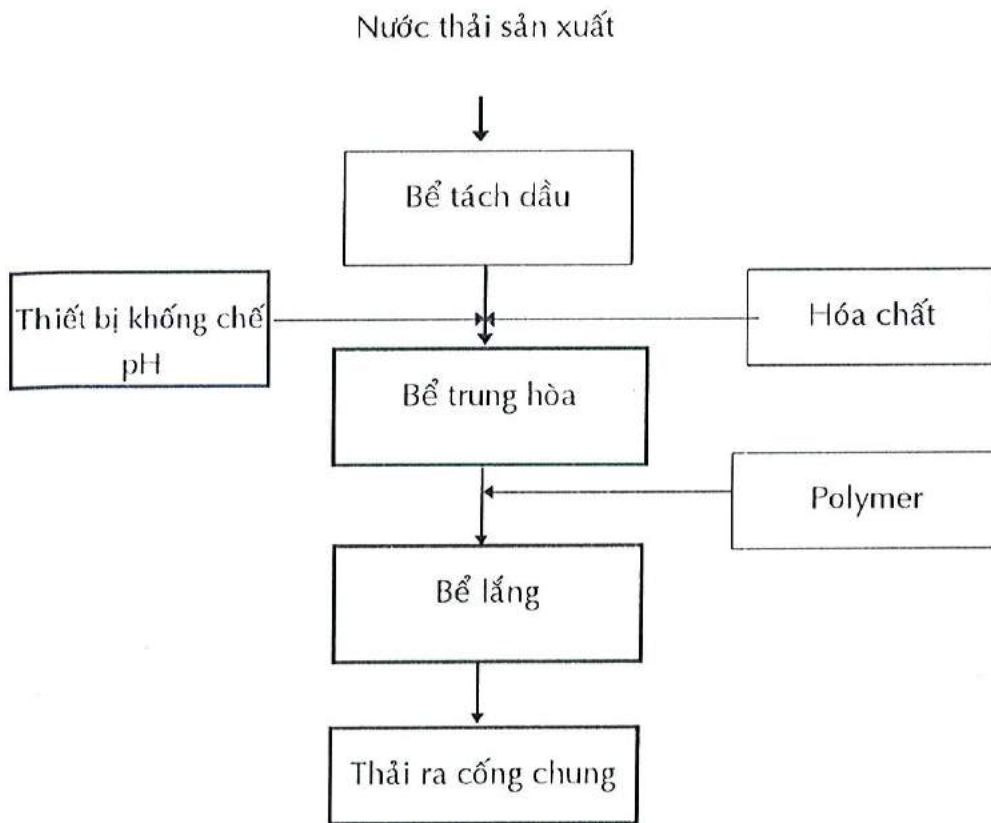 Nước thải sản xuất
Bể tách dầu
Thiết bị khống chế
pH
Hóa chất
Bể trung hòa
Polymer
Bể lắng
Thải ra cống chung